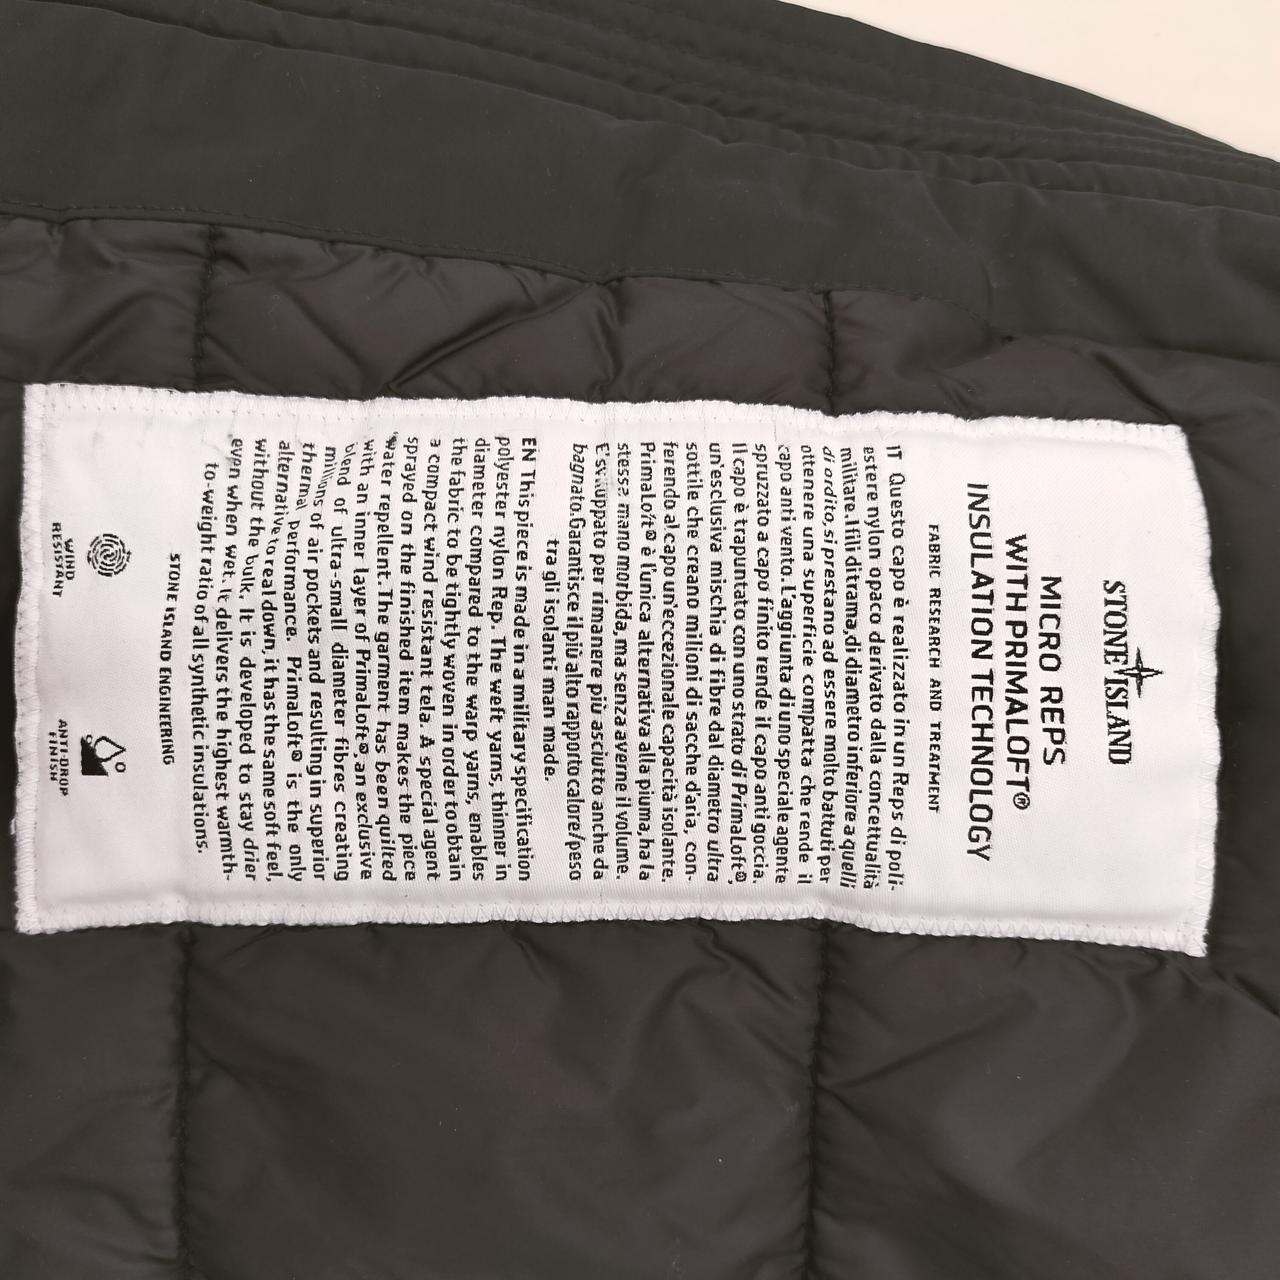 STONE ISLAND
MICRO REPS
WITH PRIMALOFT®
INSULATION TECHNOLOGY
FABRIC RESEARCH AND TREATMENT
IT Questo capo è realizzato in un Reps di poli-
estere nylon opaco derivato dalla concettualità
militare. I fili di trama, di diametro inferiore a quelli
di ordito, si prestano ad essere molto battuti per
ottenere una superficie compatta che rende il
capo anti vento. L'aggiunta di uno speciale agente
spruzzato a capo finito rende il capo anti goccia.
Il capo è trapuntato con uno strato di PrimaLoft®,
un'esclusiva mischia di fibre dal diametro ultra
sottile che creano milioni di sacche d'aria, con-
ferendo al capo un'eccezionale capacità isolante.
PrimaLoft® è l'unica alternativa alla piuma, ha la
stessa mano morbida, ma senza averne il volume.
E' sviluppato per rimanere più asciutto anche da
bagnato. Garantisce il più alto rapporto calore/peso
tra gli isolanti man made.
EN This piece is made in a military specification
polyester nylon Rep. The weft yarns, thinner in
diameter compared to the warp yarns, enables
the fabric to be tightly woven in order to obtain
a compact wind resistant tela. A special agent
sprayed on the finished item makes the piece
water repellent. The garment has been quilted
with an inner layer of PrimaLoft®, an exclusive
blend of ultra-small diameter fibres creating
millions of air pockets and resulting in superior
thermal performance. PrimaLoft® is the only
alternative to real down, it has the same soft feel,
without the bulk. It is developed to stay drier
even when wet. It delivers the highest warmth-
to-weight ratio of all synthetic insulations.
STONE ISLAND ENGINEERING
WIND
RESISTANT
ANTI-DROP
FINISH